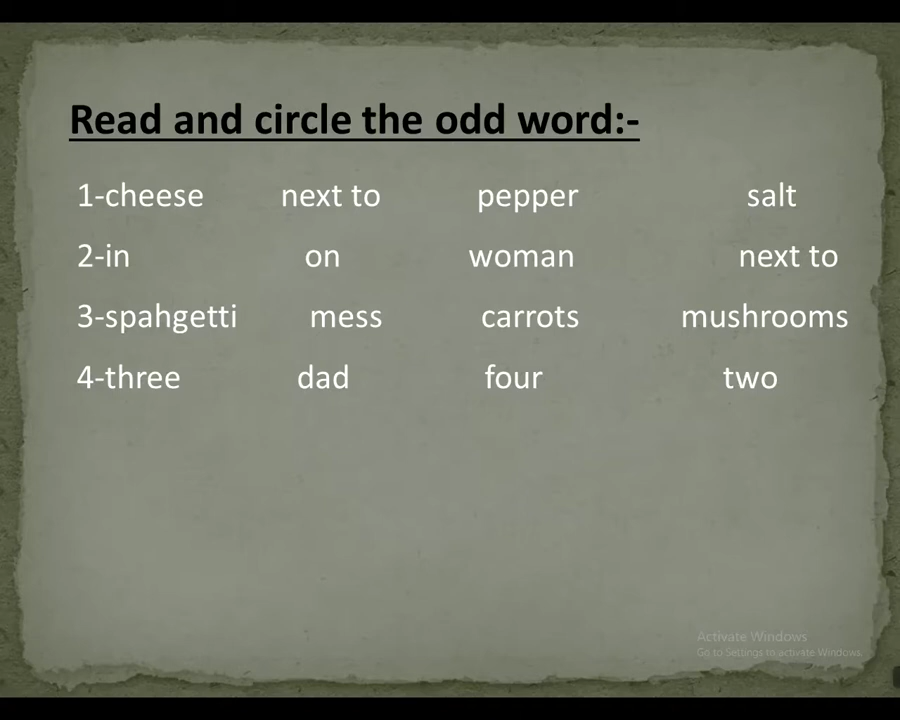 Read and circle the odd word:-
1-cheese next to pepper salt
2-in on woman next to
3-spahgetti mess carrots mushrooms
4-three dad four two
Activate Windows
Go to Settings to activate Windows.